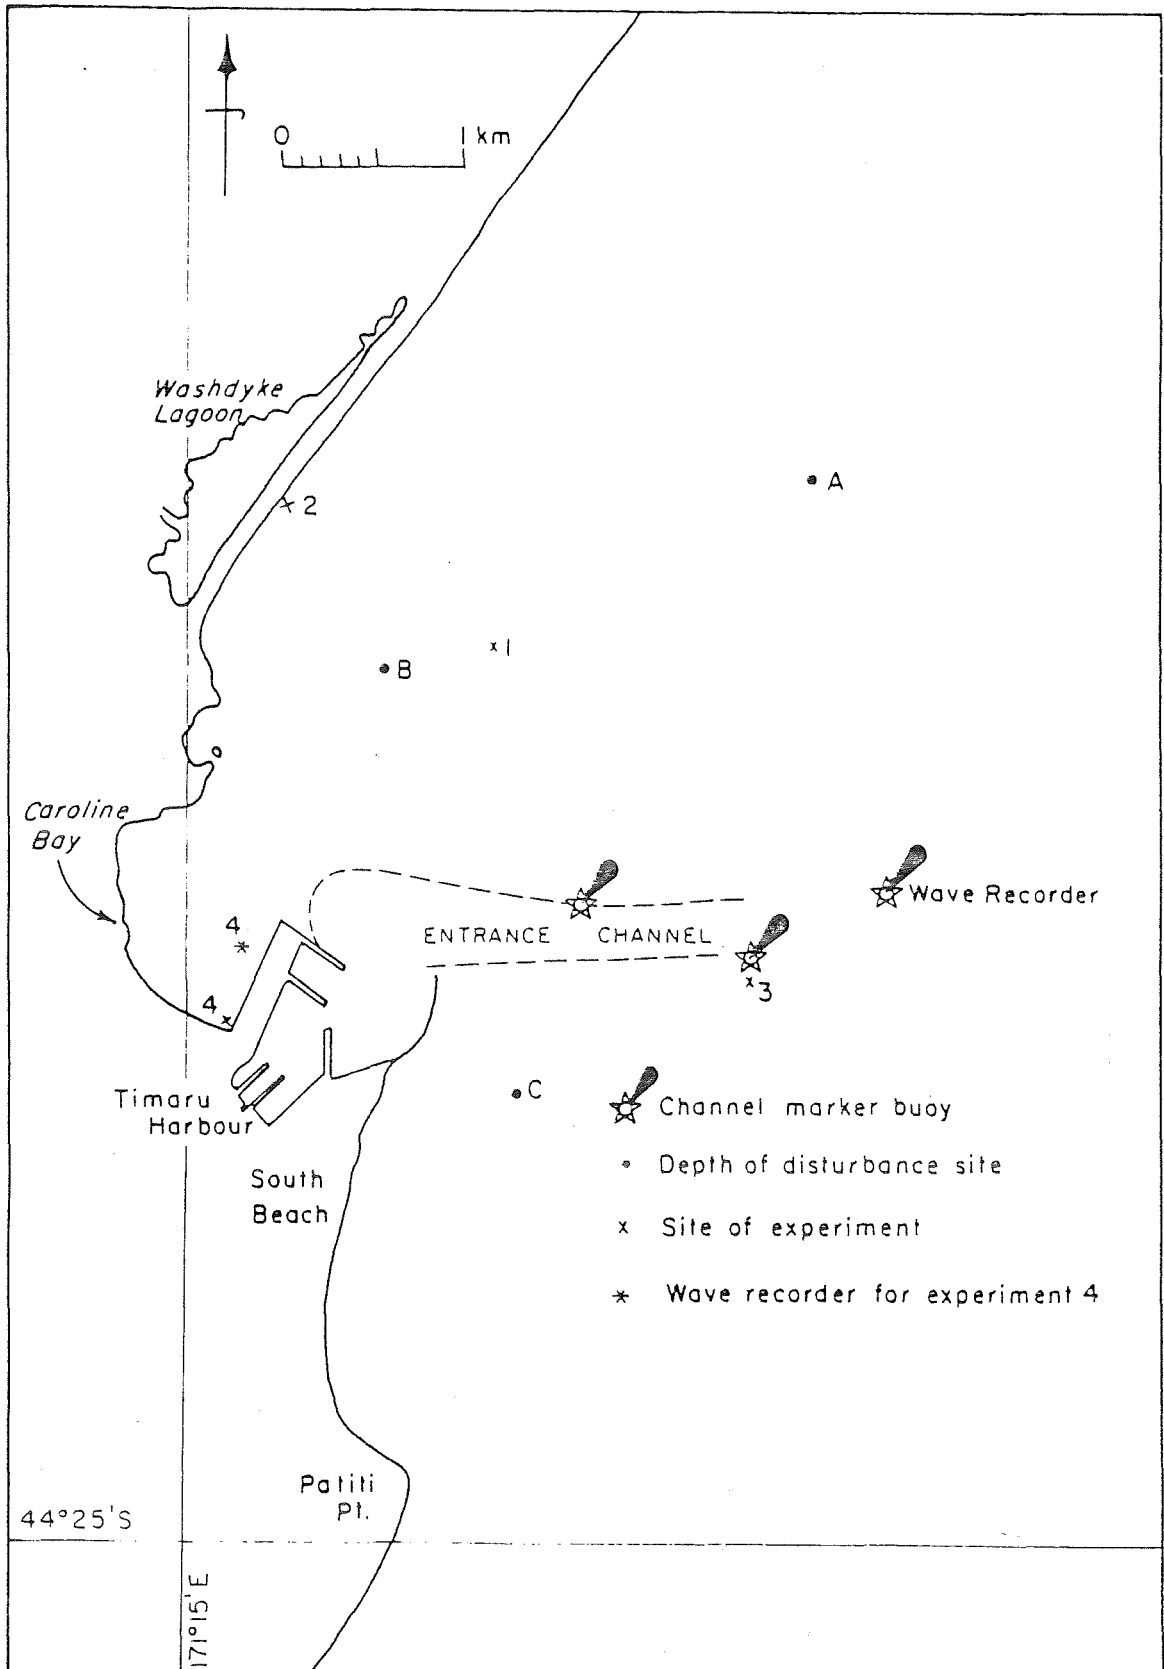 0 1 km
Washdyke
Lagoon
A
2
1
B
Caroline
Bay
Wave Recorder
4
ENTRANCE CHANNEL
3
4
C
Timaru
Harbour
Channel marker buoy
Depth of disturbance site
South
Beach
Site of experiment
Wave recorder for experiment 4
Patiti
Pt.
44°25'S
171°15'E